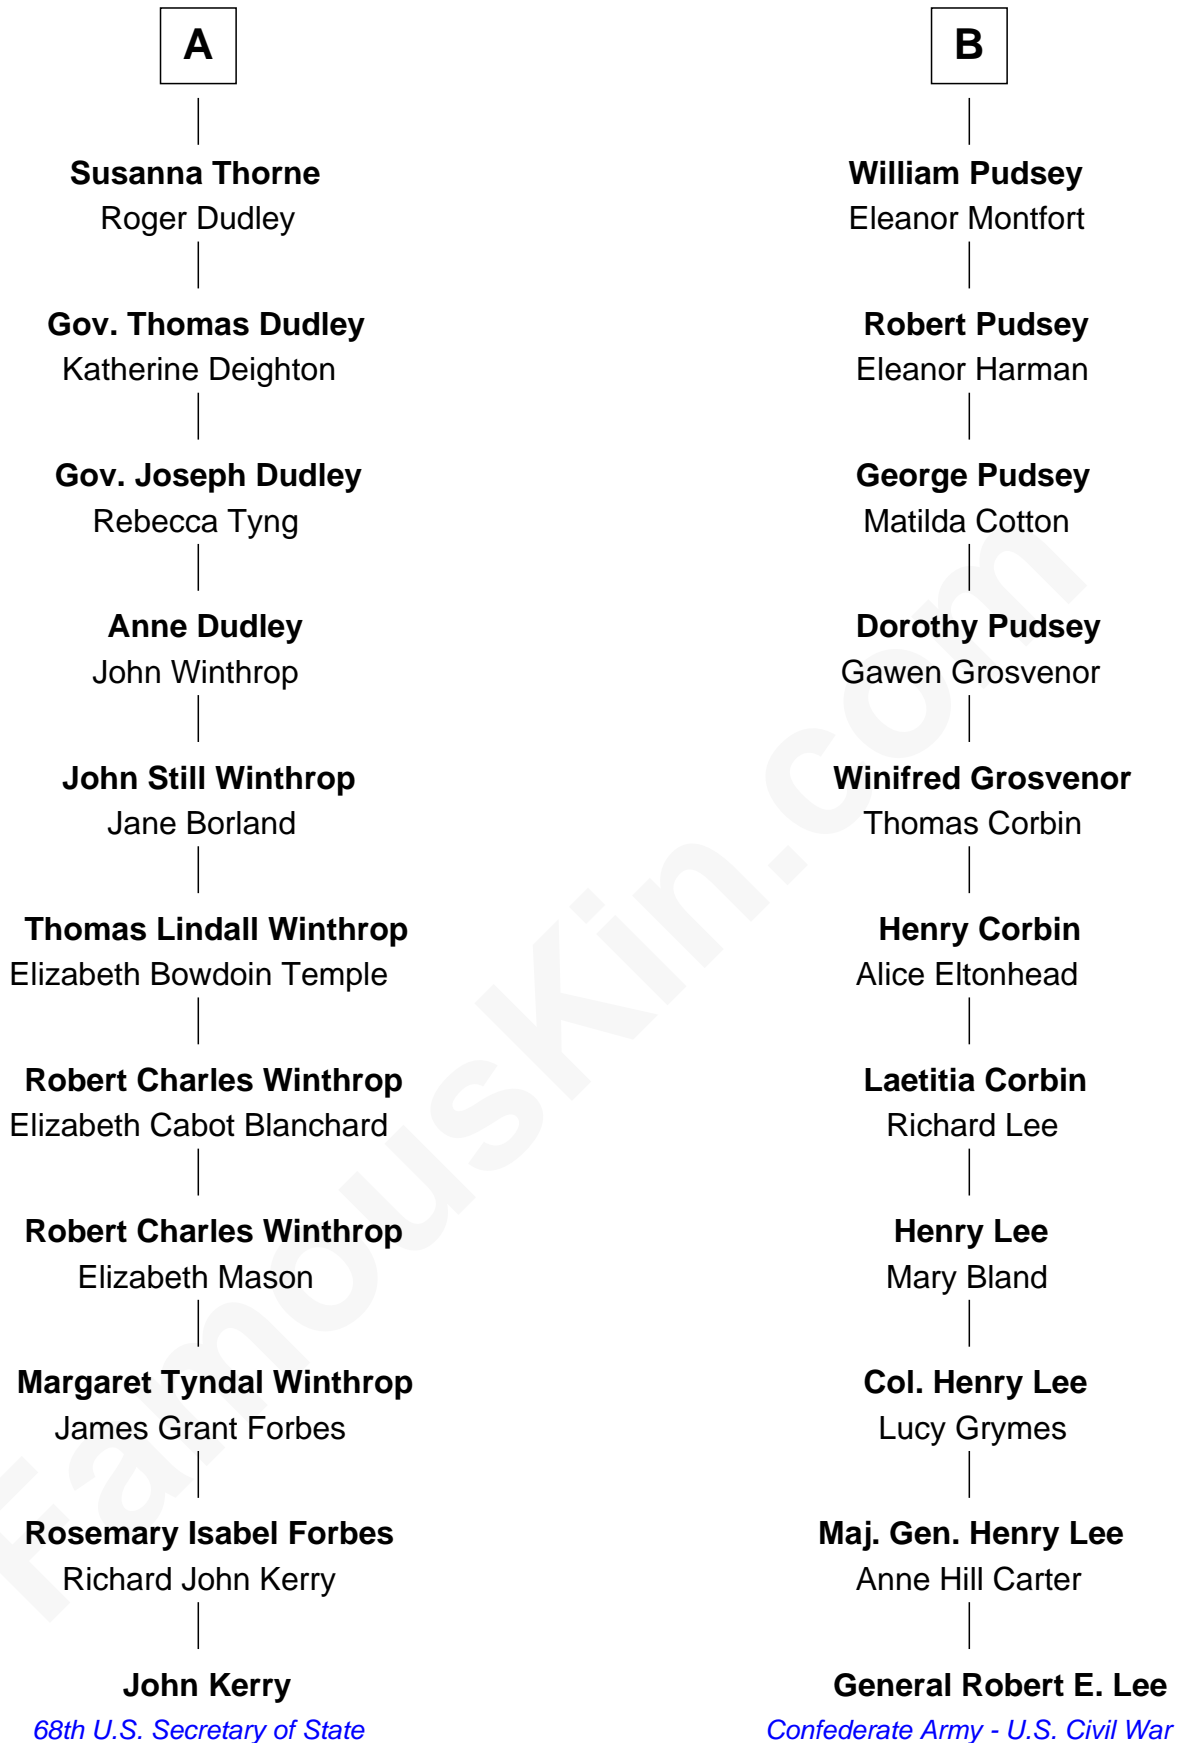 A
Susanna Thorne
Roger Dudley
Gov. Thomas Dudley
Katherine Deighton
Gov. Joseph Dudley
Rebecca Tyng
Anne Dudley
John Winthrop
John Still Winthrop
Jane Borland
Thomas Lindall Winthrop
Elizabeth Bowdoin Temple
Robert Charles Winthrop
Elizabeth Cabot Blanchard
Robert Charles Winthrop
Elizabeth Mason
Margaret Tyndal Winthrop
James Grant Forbes
Rosemary Isabel Forbes
Richard John Kerry
John Kerry
68th U.S. Secretary of State
B
William Pudsey
Eleanor Montfort
Robert Pudsey
Eleanor Harman
George Pudsey
Matilda Cotton
Dorothy Pudsey
Gawen Grosvenor
Winifred Grosvenor
Thomas Corbin
Henry Corbin
Alice Eltonhead
Laetitia Corbin
Richard Lee
Henry Lee
Mary Bland
Col. Henry Lee
Lucy Grymes
Maj. Gen. Henry Lee
Anne Hill Carter
General Robert E. Lee
Confederate Army - U.S. Civil War
FamousKin.com